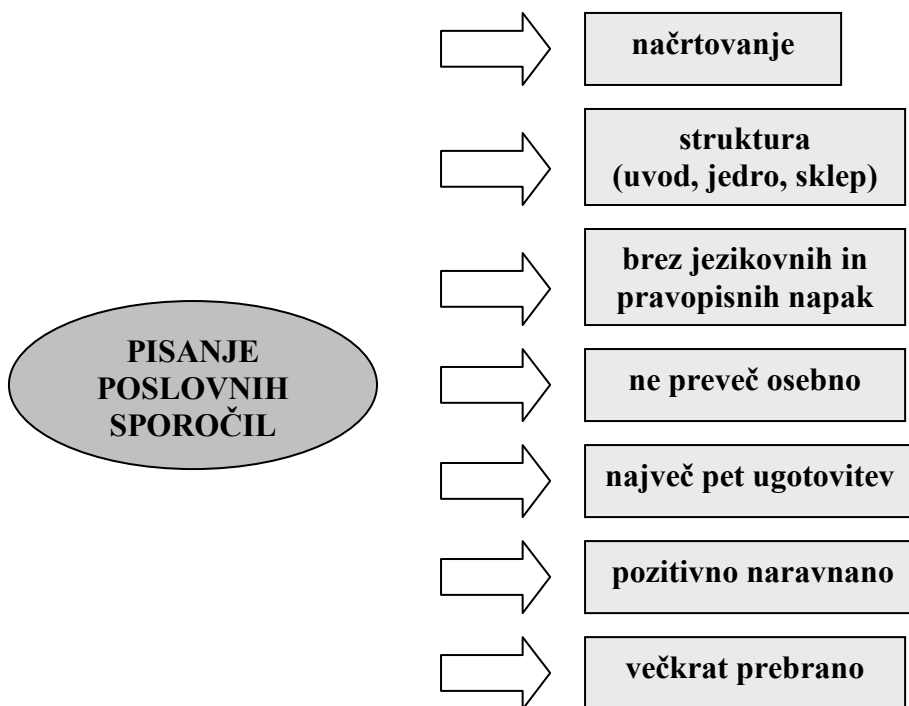 načrtovanje
struktura
(uvod, jedro, sklep)
brez jezikovnih in
pravopisnih napak
PISANJE
POSLOVNIH
SPOROČIL
ne preveč osebno
največ pet ugotovitev
pozitivno naravnano
večkrat prebrano